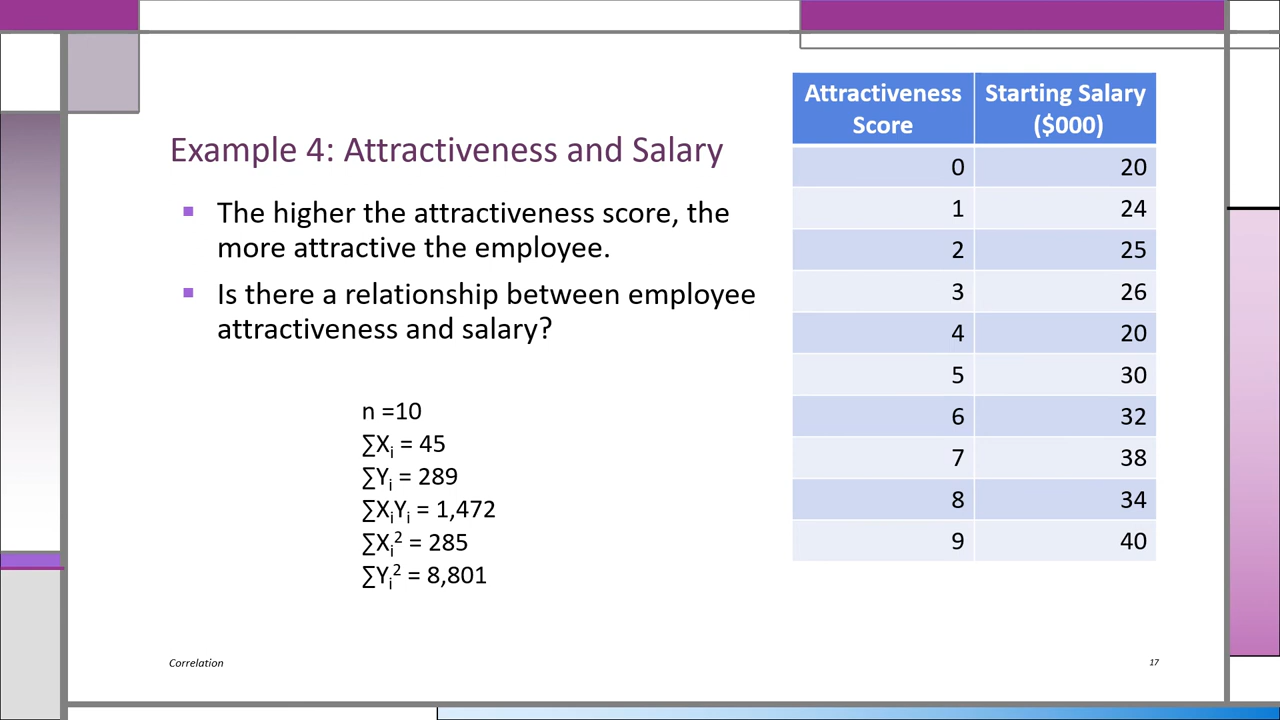 Example 4: Attractiveness and Salary
▪ The higher the attractiveness score, the
more attractive the employee.
▪ Is there a relationship between employee
attractiveness and salary?
n =10
∑Xᵢ = 45
∑Yᵢ = 289
∑XᵢYᵢ = 1,472
∑Xᵢ² = 285
∑Yᵢ² = 8,801
Attractiveness Score | Starting Salary ($000)
0 | 20
1 | 24
2 | 25
3 | 26
4 | 20
5 | 30
6 | 32
7 | 38
8 | 34
9 | 40
Correlation
17